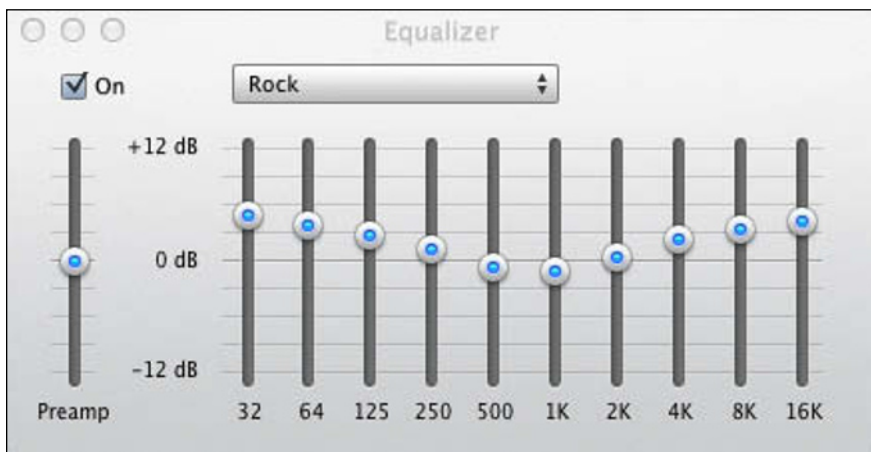 Equalizer
On
Rock
+12 dB
0 dB
-12 dB
Preamp 32 64 125 250 500 1K 2K 4K 8K 16K